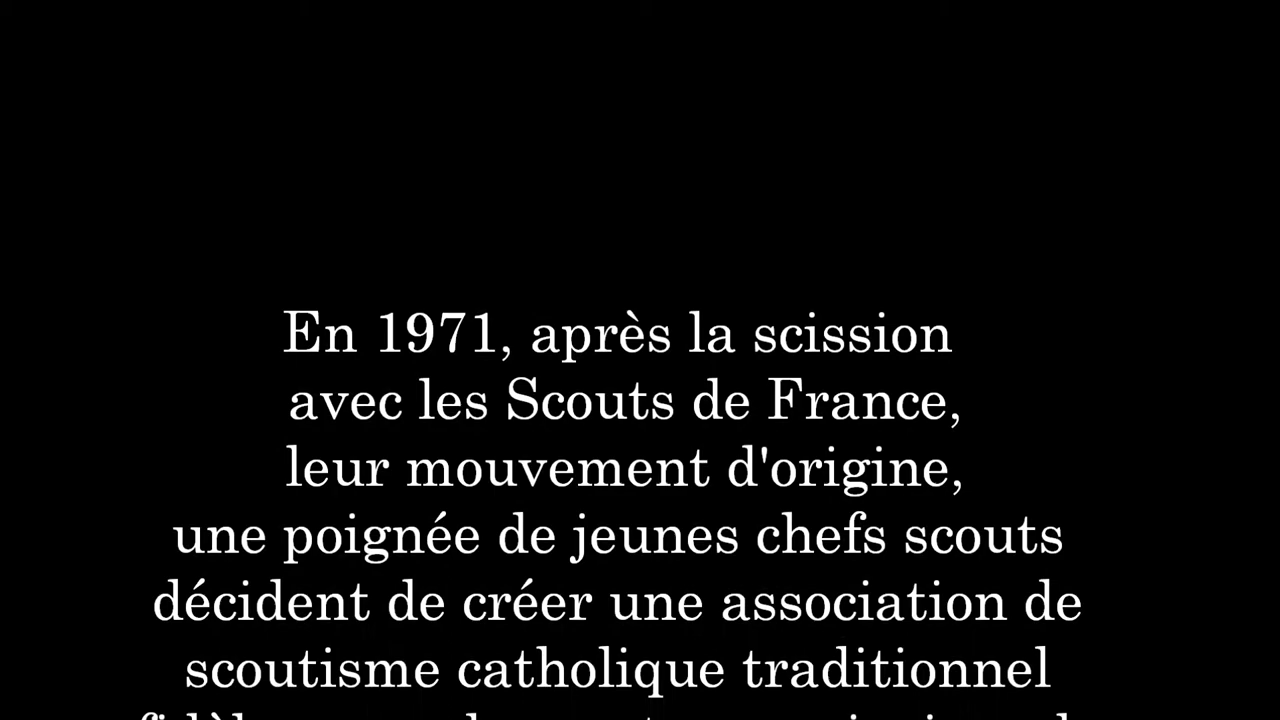 En 1971, après la scission
avec les Scouts de France,
leur mouvement d'origine,
une poignée de jeunes chefs scouts
décident de créer une association de
scoutisme catholique traditionnel